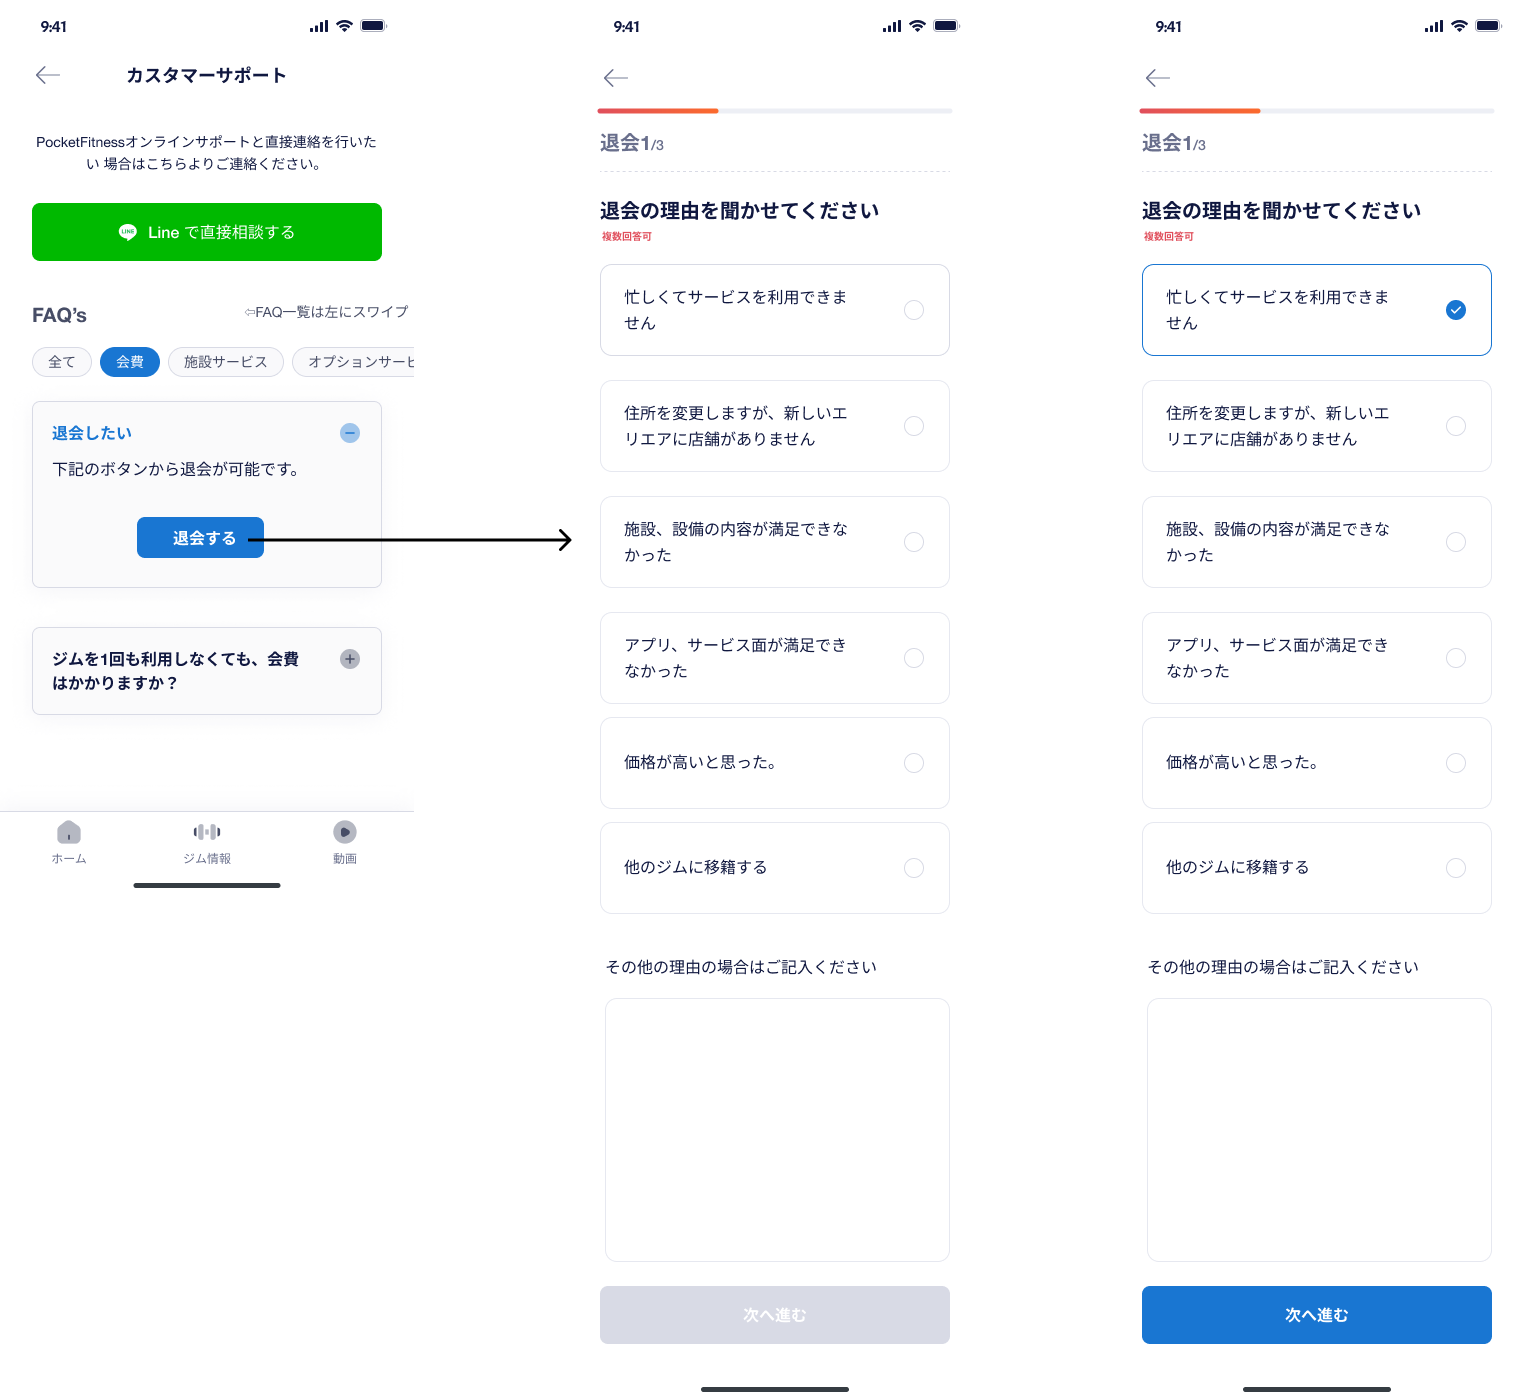 9:41
カスタマーサポート
PocketFitnessオンラインサポートと直接連絡を行いた
い 場合はこちらよりご連絡ください。
LINE
Line で直接相談する
FAQ’s
⇦FAQ一覧は左にスワイプ
全て
会費
施設サービス
オプションサービ
退会したい
下記のボタンから退会が可能です。
退会する
ジムを1回も利用しなくても、会費
はかかりますか？
ホーム
ジム情報
動画
9:41
退会1/3
退会の理由を聞かせてください
複数回答可
忙しくてサービスを利用できま
せん
住所を変更しますが、新しいエ
リエアに店舗がありません
施設、設備の内容が満足できな
かった
アプリ、サービス面が満足でき
なかった
価格が高いと思った。
他のジムに移籍する
その他の理由の場合はご記入ください
次へ進む
9:41
退会1/3
退会の理由を聞かせてください
複数回答可
忙しくてサービスを利用できま
せん
住所を変更しますが、新しいエ
リエアに店舗がありません
施設、設備の内容が満足できな
かった
アプリ、サービス面が満足でき
なかった
価格が高いと思った。
他のジムに移籍する
その他の理由の場合はご記入ください
次へ進む